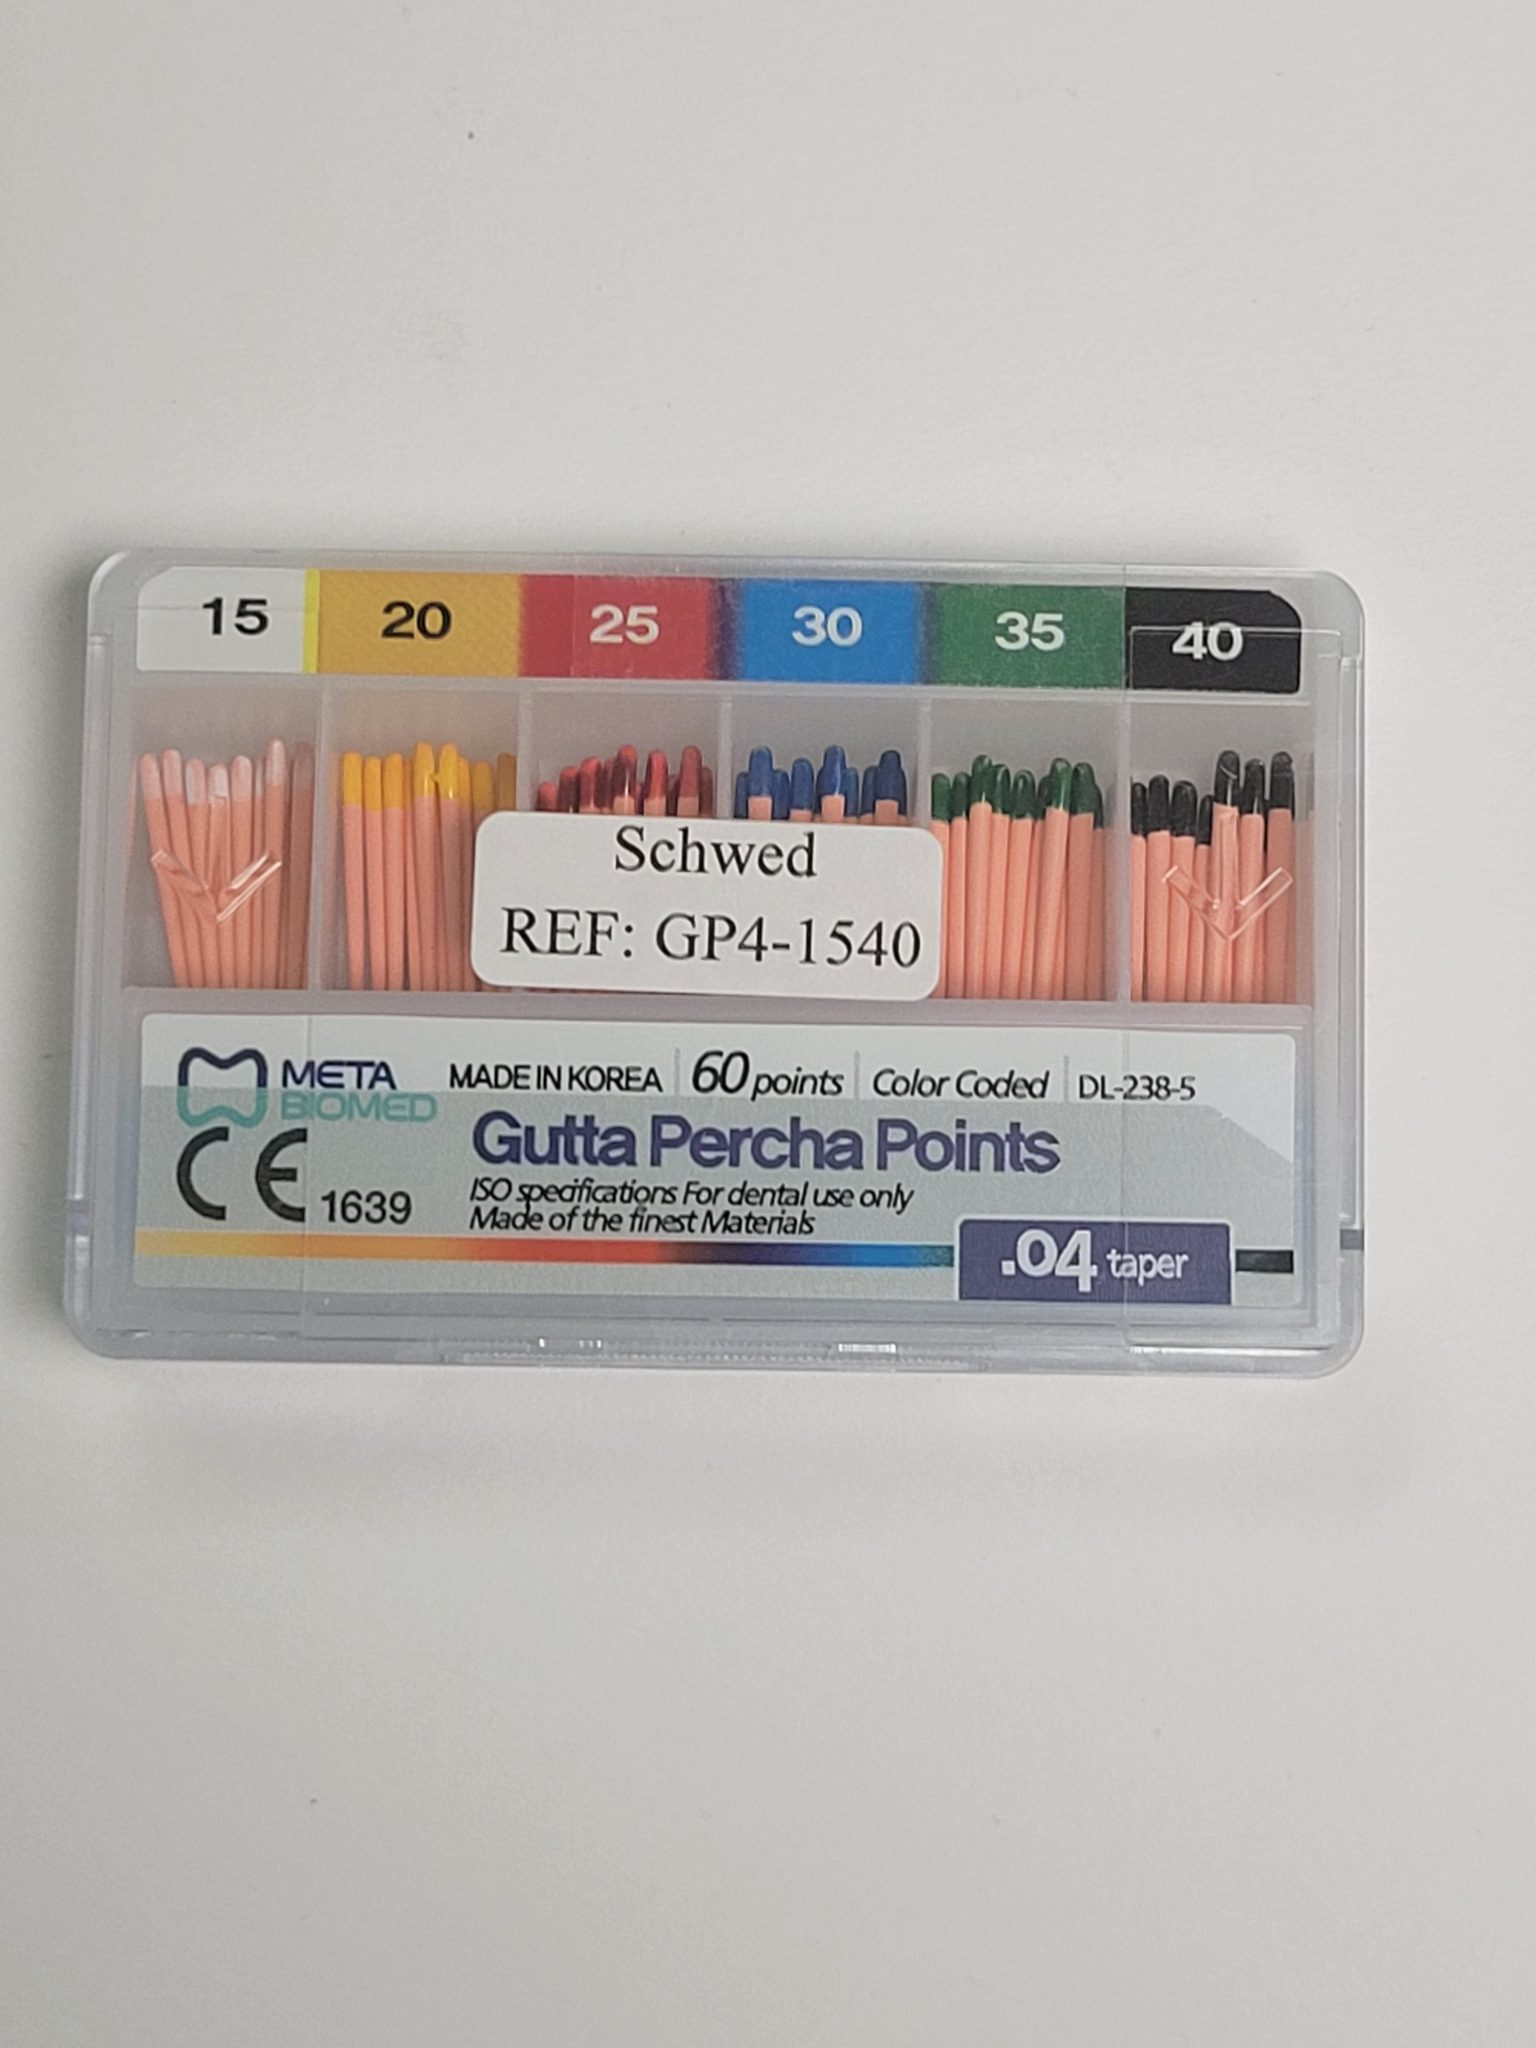 15 20 25 30 35 40
Schwed
REF: GP4-1540
META BIOMED
MADE IN KOREA 60 points Color Coded DL-238-5
Gutta Percha Points
CE 1639
ISO specifications For dental use only
Made of the finest Materials
.04 taper